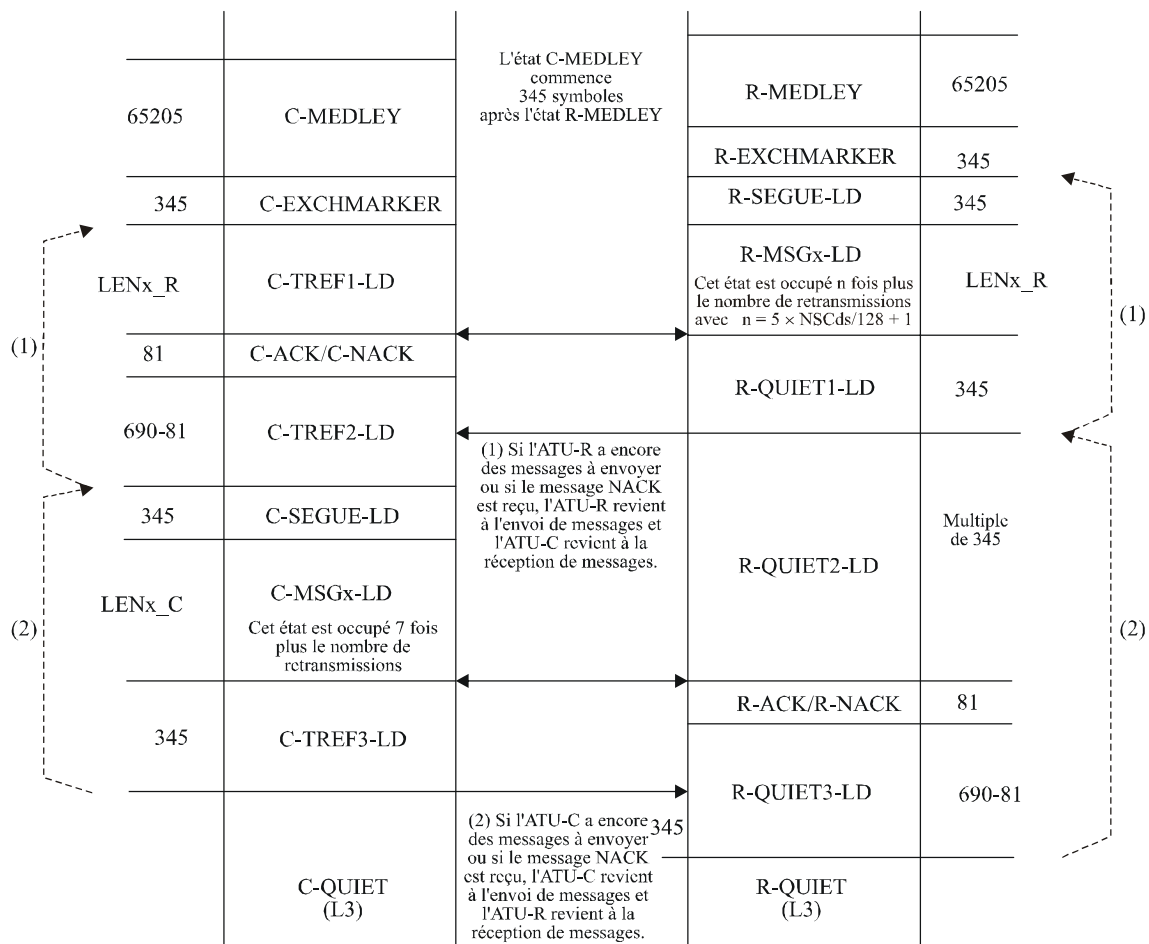 L'état C-MEDLEY
commence
345 symboles
après l'état R-MEDLEY
65205
C-MEDLEY
R-MEDLEY
65205
R-EXCHMARKER
345
345
C-EXCHMARKER
R-SEGUE-LD
345
LENx_R
C-TREF1-LD
R-MSGx-LD
Cet état est occupé n fois plus
le nombre de retransmissions
avec n = 5 × NSCds/128 + 1
LENx_R
(1)
(1)
81
C-ACK/C-NACK
R-QUIET1-LD
345
690-81
C-TREF2-LD
(1) Si l'ATU-R a encore
des messages à envoyer
ou si le message NACK
est reçu, l'ATU-R revient
à l'envoi de messages et
l'ATU-C revient à la
réception de messages.
345
C-SEGUE-LD
R-QUIET2-LD
Multiple
de 345
LENx_C
C-MSGx-LD
Cet état est occupé 7 fois
plus le nombre de
retransmissions
(2)
(2)
R-ACK/R-NACK
81
345
C-TREF3-LD
R-QUIET3-LD
690-81
(2) Si l'ATU-C a encore
des messages à envoyer
ou si le message NACK
est reçu, l'ATU-C revient
à l'envoi de messages et
l'ATU-R revient à la
réception de messages.
345
C-QUIET
(L3)
R-QUIET
(L3)